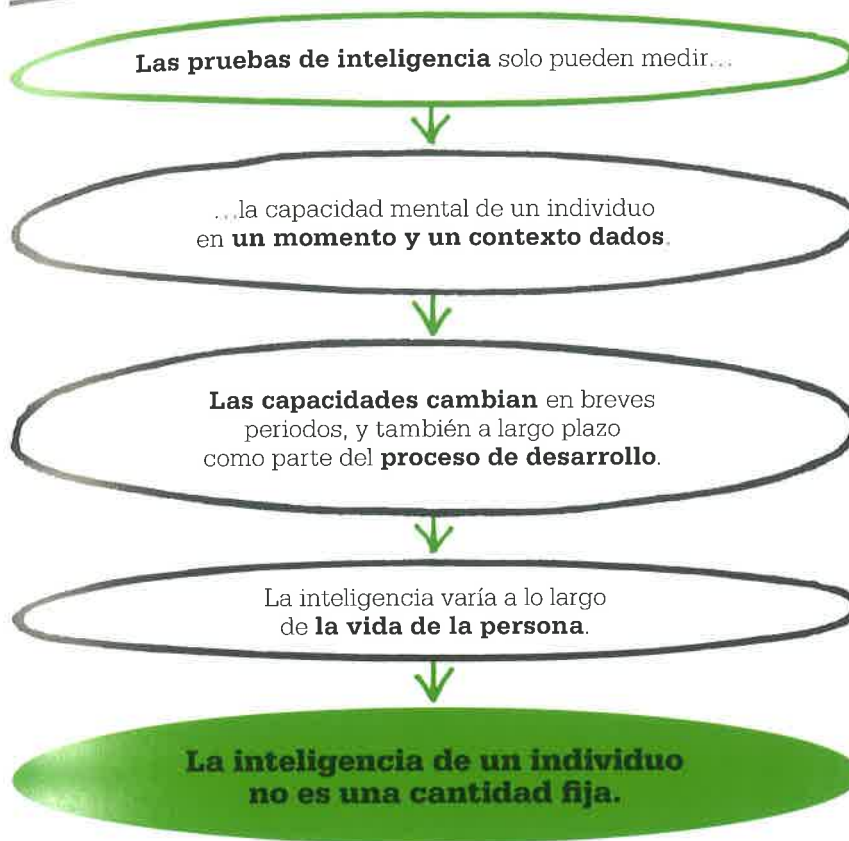 Las pruebas de inteligencia solo pueden medir...
...la capacidad mental de un individuo
en un momento y un contexto dados.
Las capacidades cambian en breves
periodos, y también a largo plazo
como parte del proceso de desarrollo.
La inteligencia varía a lo largo
de la vida de la persona.
La inteligencia de un individuo
no es una cantidad fija.